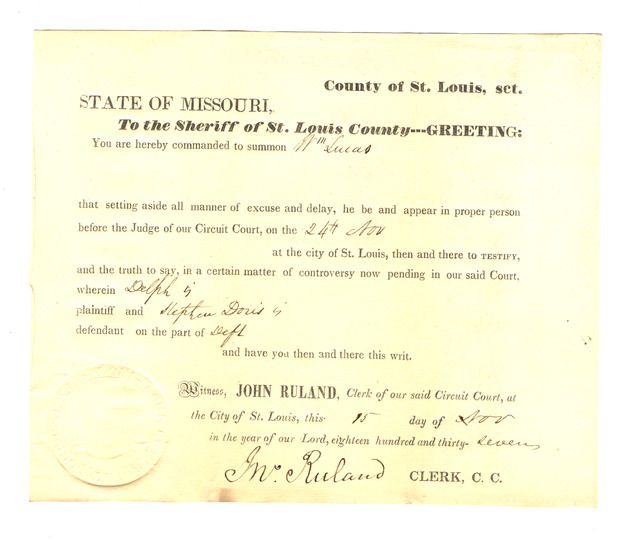 County of St. Louis, sct.
STATE OF MISSOURI,
To the Sheriff of St. Louis County---GREETING:
You are hereby commanded to summon Wm Lucas
that setting aside all manner of excuse and delay, he be and appear in proper person
before the Judge of our Circuit Court, on the 24th Nov
at the city of St. Louis, then and there to TESTIFY,
and the truth to say, in a certain matter of controversy now pending in our said Court,
wherein Delph is
plaintiff and Stephen Doris is
defendant on the part of Deft
and have you then and there this writ.
Witness, JOHN RULAND, Clerk of our said Circuit Court, at
the City of St. Louis, this 15 day of Nov
in the year of our Lord, eighteen hundred and thirty-seven
Jno. Ruland CLERK, C. C.